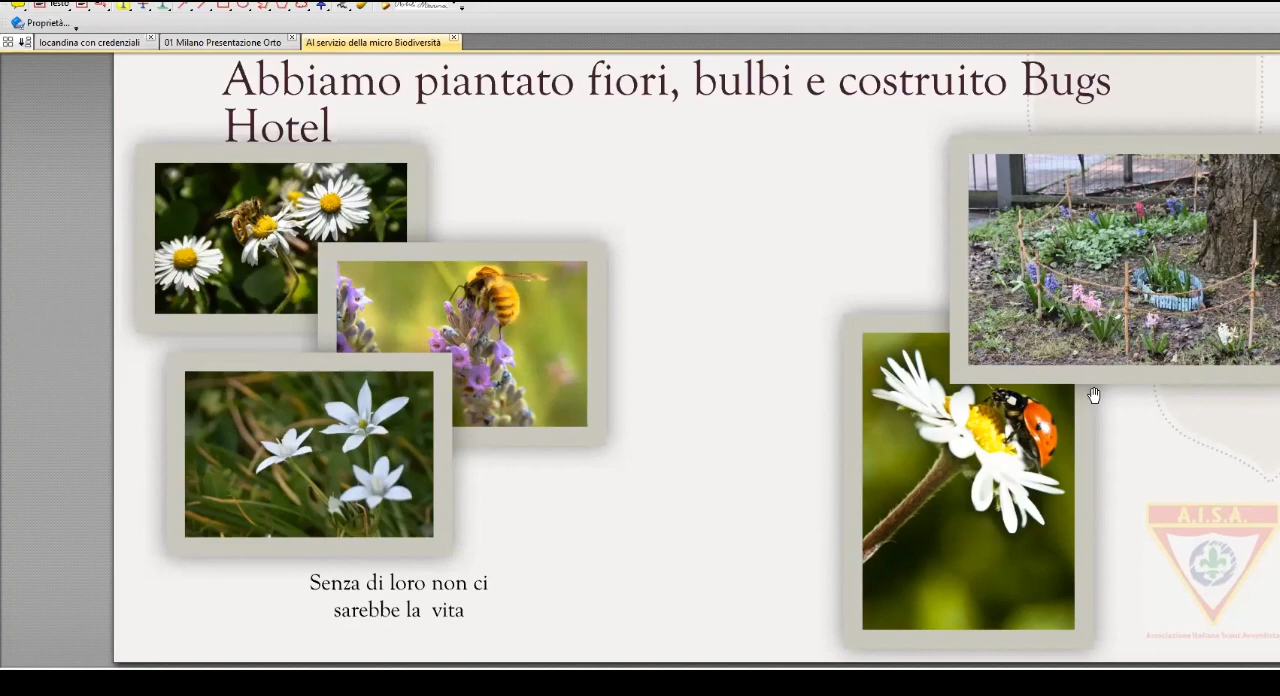 Testo
Proprietà...
locandina con credenziali
01 Milano Presentazione Orto
Al servizio della micro Biodiversità
Abbiamo piantato fiori, bulbi e costruito Bugs
Hotel
Senza di loro non ci
sarebbe la vita
A.I.S.A.